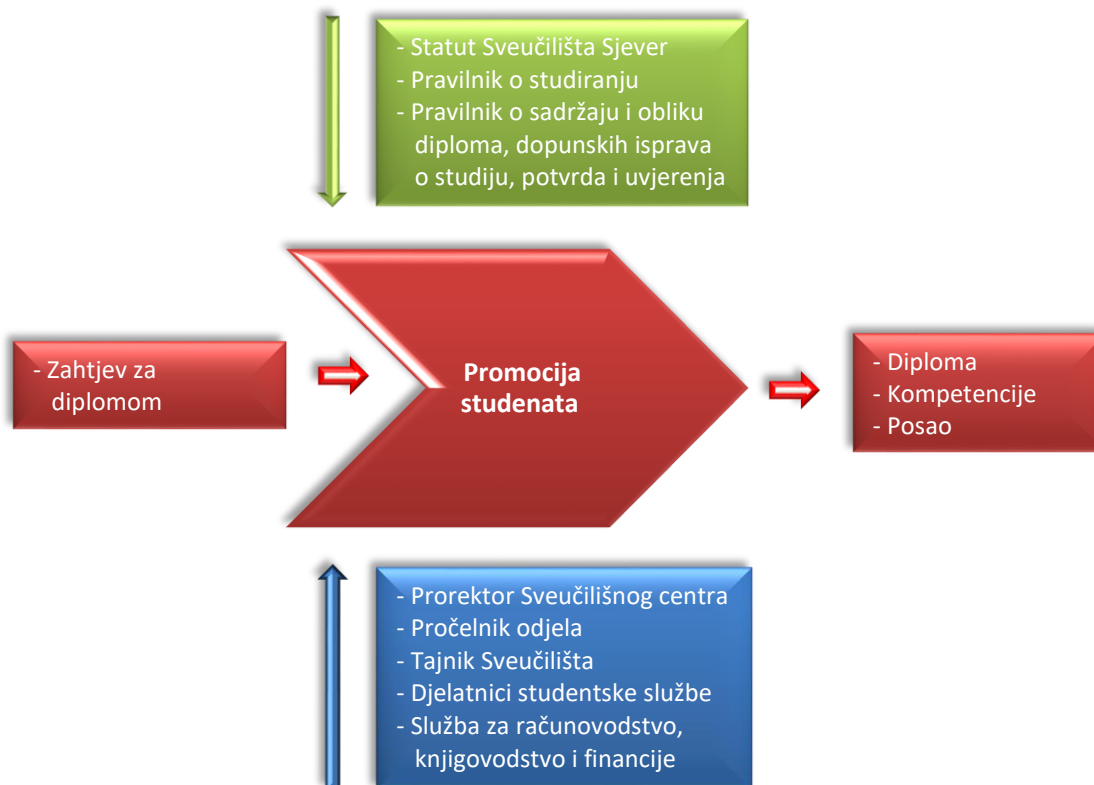 - Statut Sveučilišta Sjever
- Pravilnik o studiranju
- Pravilnik o sadržaju i obliku
diploma, dopunskih isprava
o studiju, potvrda i uvjerenja
- Zahtjev za
diplomom
Promocija
studenata
- Diploma
- Kompetencije
- Posao
- Prorektor Sveučilišnog centra
- Pročelnik odjela
- Tajnik Sveučilišta
- Djelatnici studentske službe
- Služba za računovodstvo,
knjigovodstvo i financije